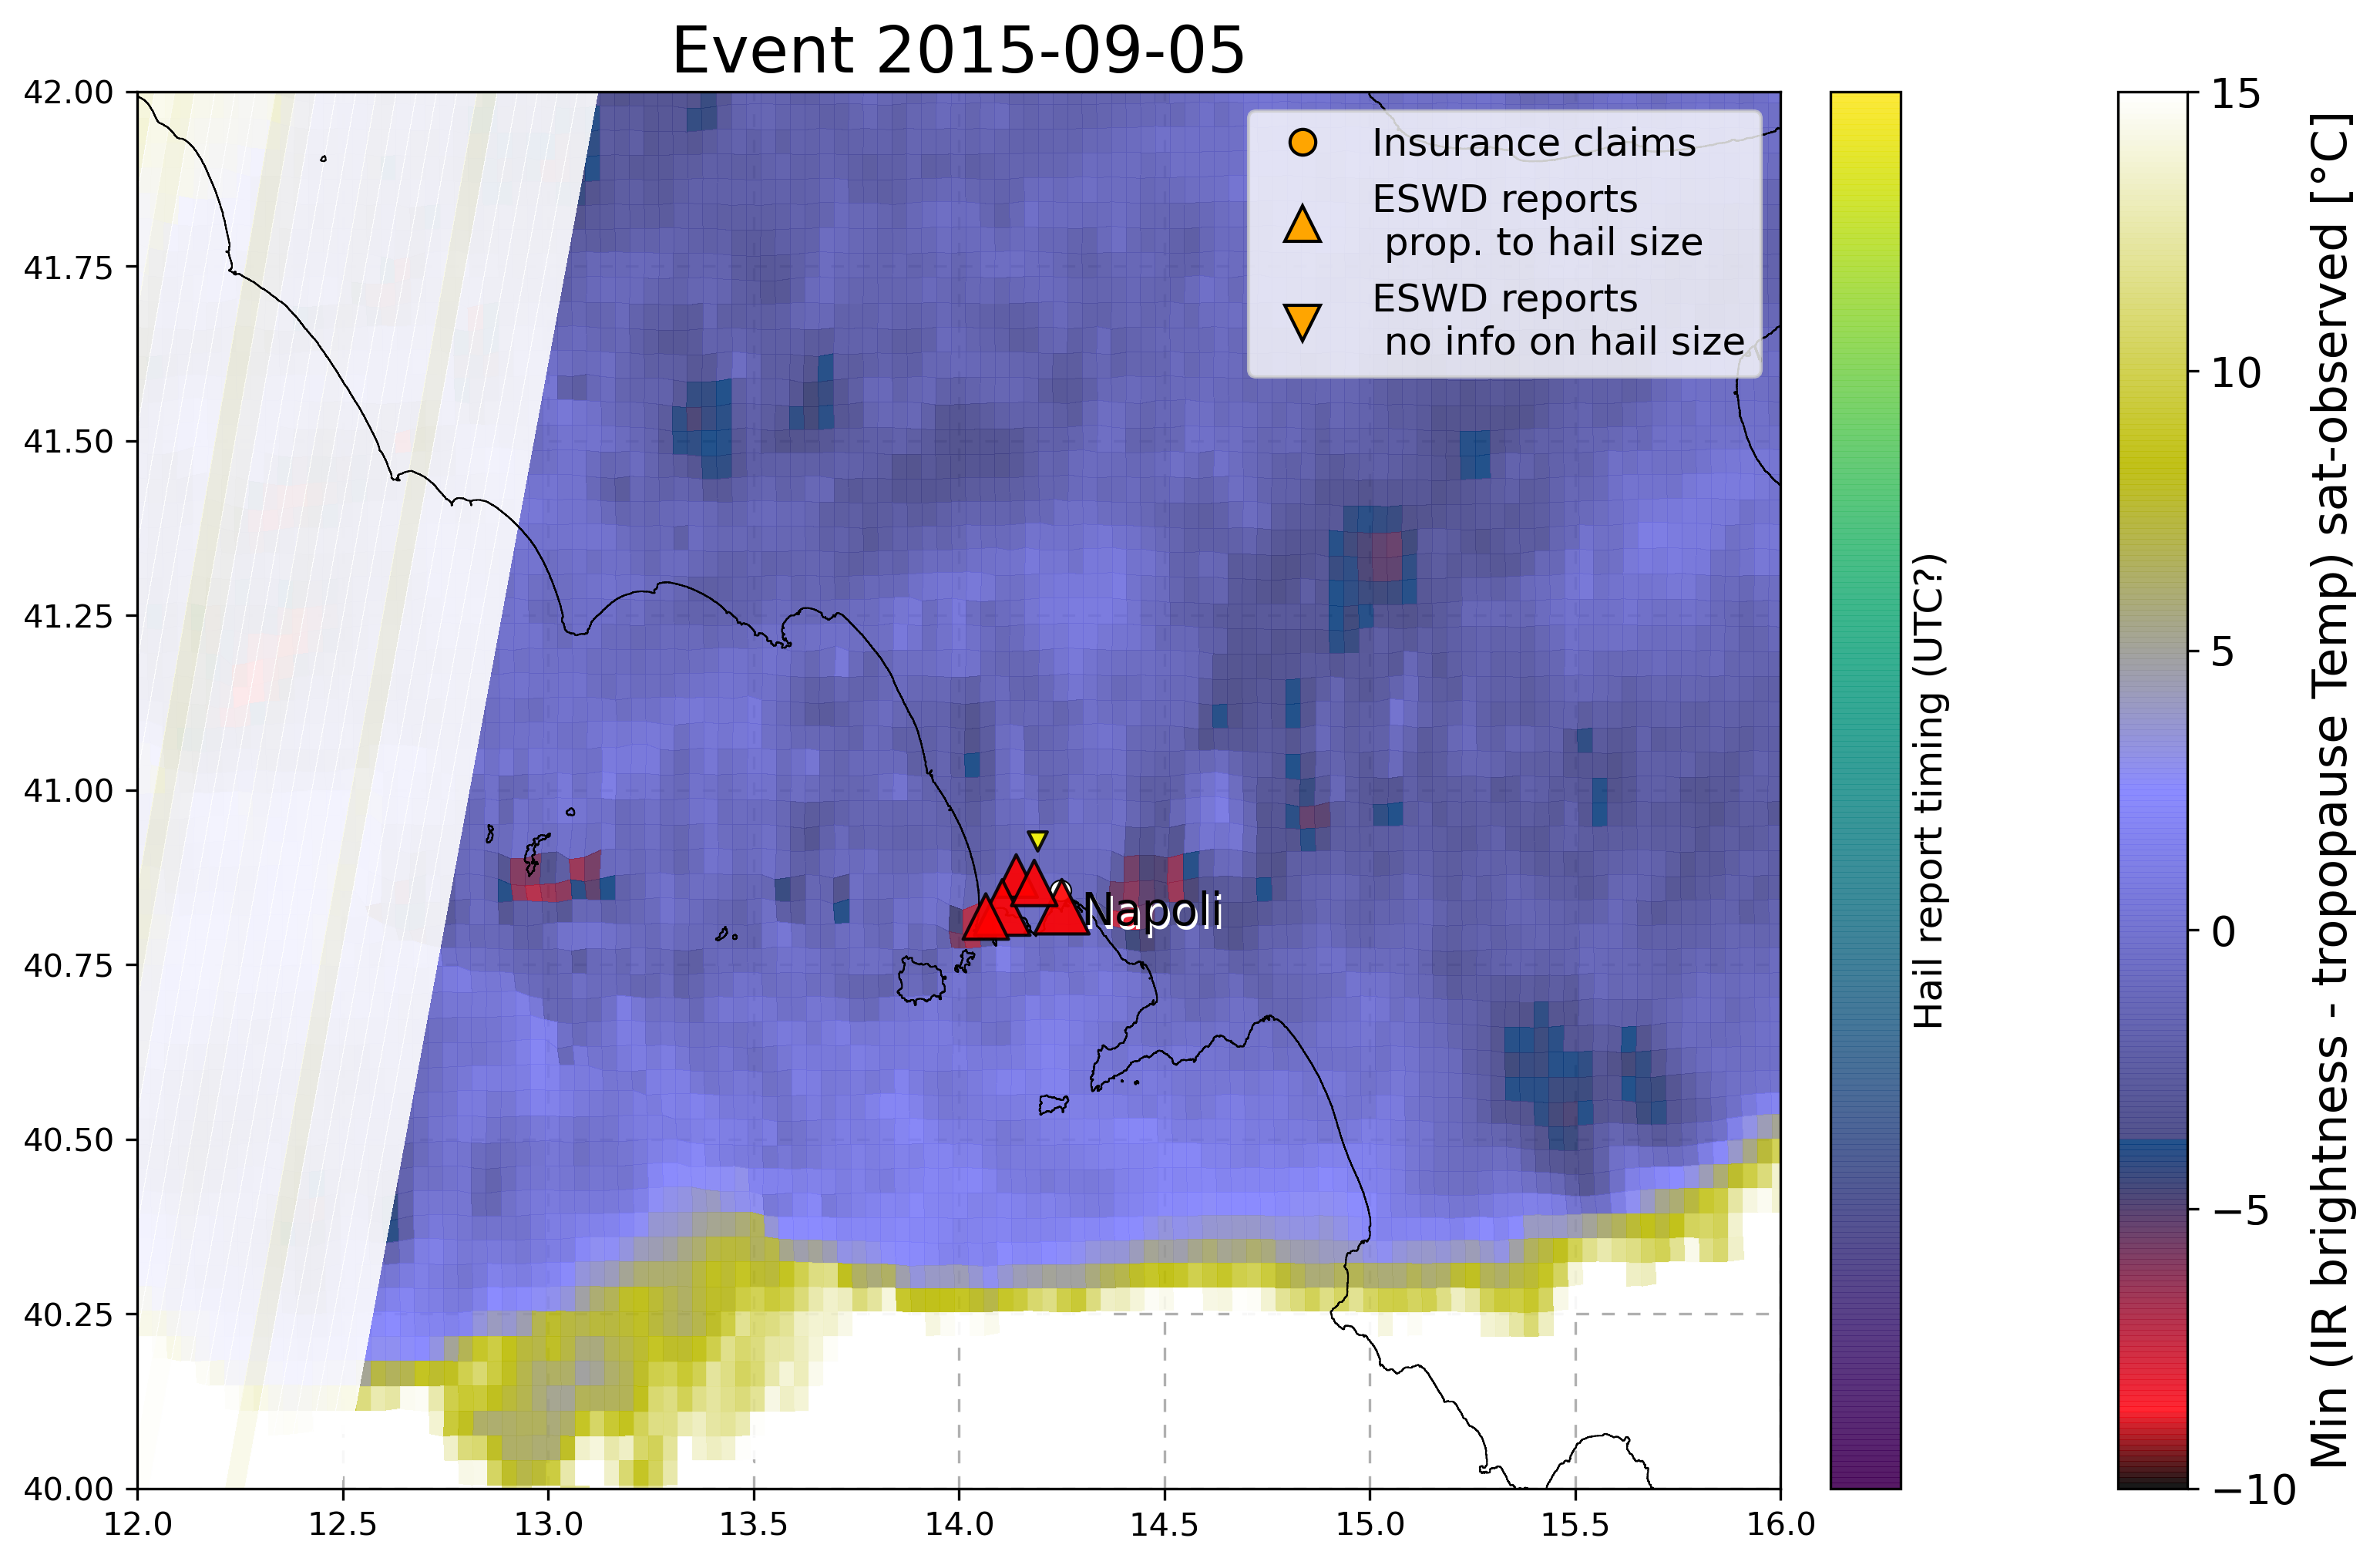 Event 2015-09-05
42.00
41.75
41.50
41.25
41.00
40.75
40.50
40.25
40.00
12.0 12.5 13.0 13.5 14.0 14.5 15.0 15.5 16.0
Insurance claims
ESWD reports
prop. to hail size
ESWD reports
no info on hail size
Napoli
Hail report timing (UTC?)
15
10
5
0
−5
−10
Min (IR brightness - tropopause Temp) sat-observed [°C]